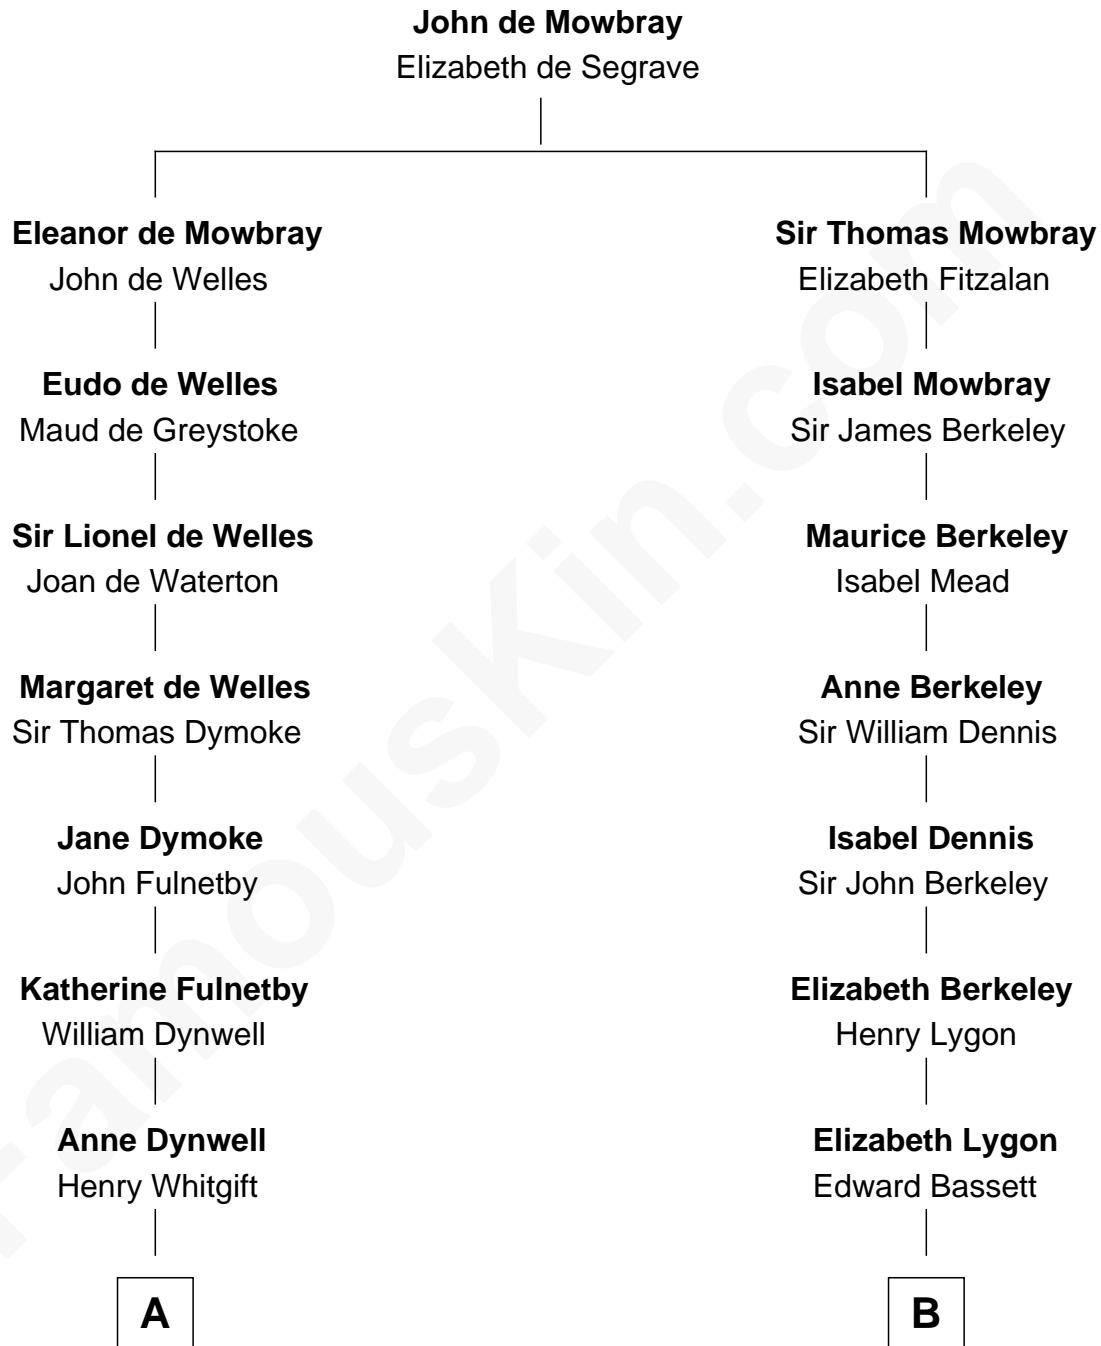 John de Mowbray
Elizabeth de Segrave
Eleanor de Mowbray
John de Welles
Eudo de Welles
Maud de Greystoke
Sir Lionel de Welles
Joan de Waterton
Margaret de Welles
Sir Thomas Dymoke
Jane Dymoke
John Fulnetby
Katherine Fulnetby
William Dynwell
Anne Dynwell
Henry Whitgift
A
Sir Thomas Mowbray
Elizabeth Fitzalan
Isabel Mowbray
Sir James Berkeley
Maurice Berkeley
Isabel Mead
Anne Berkeley
Sir William Dennis
Isabel Dennis
Sir John Berkeley
Elizabeth Berkeley
Henry Lygon
Elizabeth Lygon
Edward Bassett
B
FamousKin.com